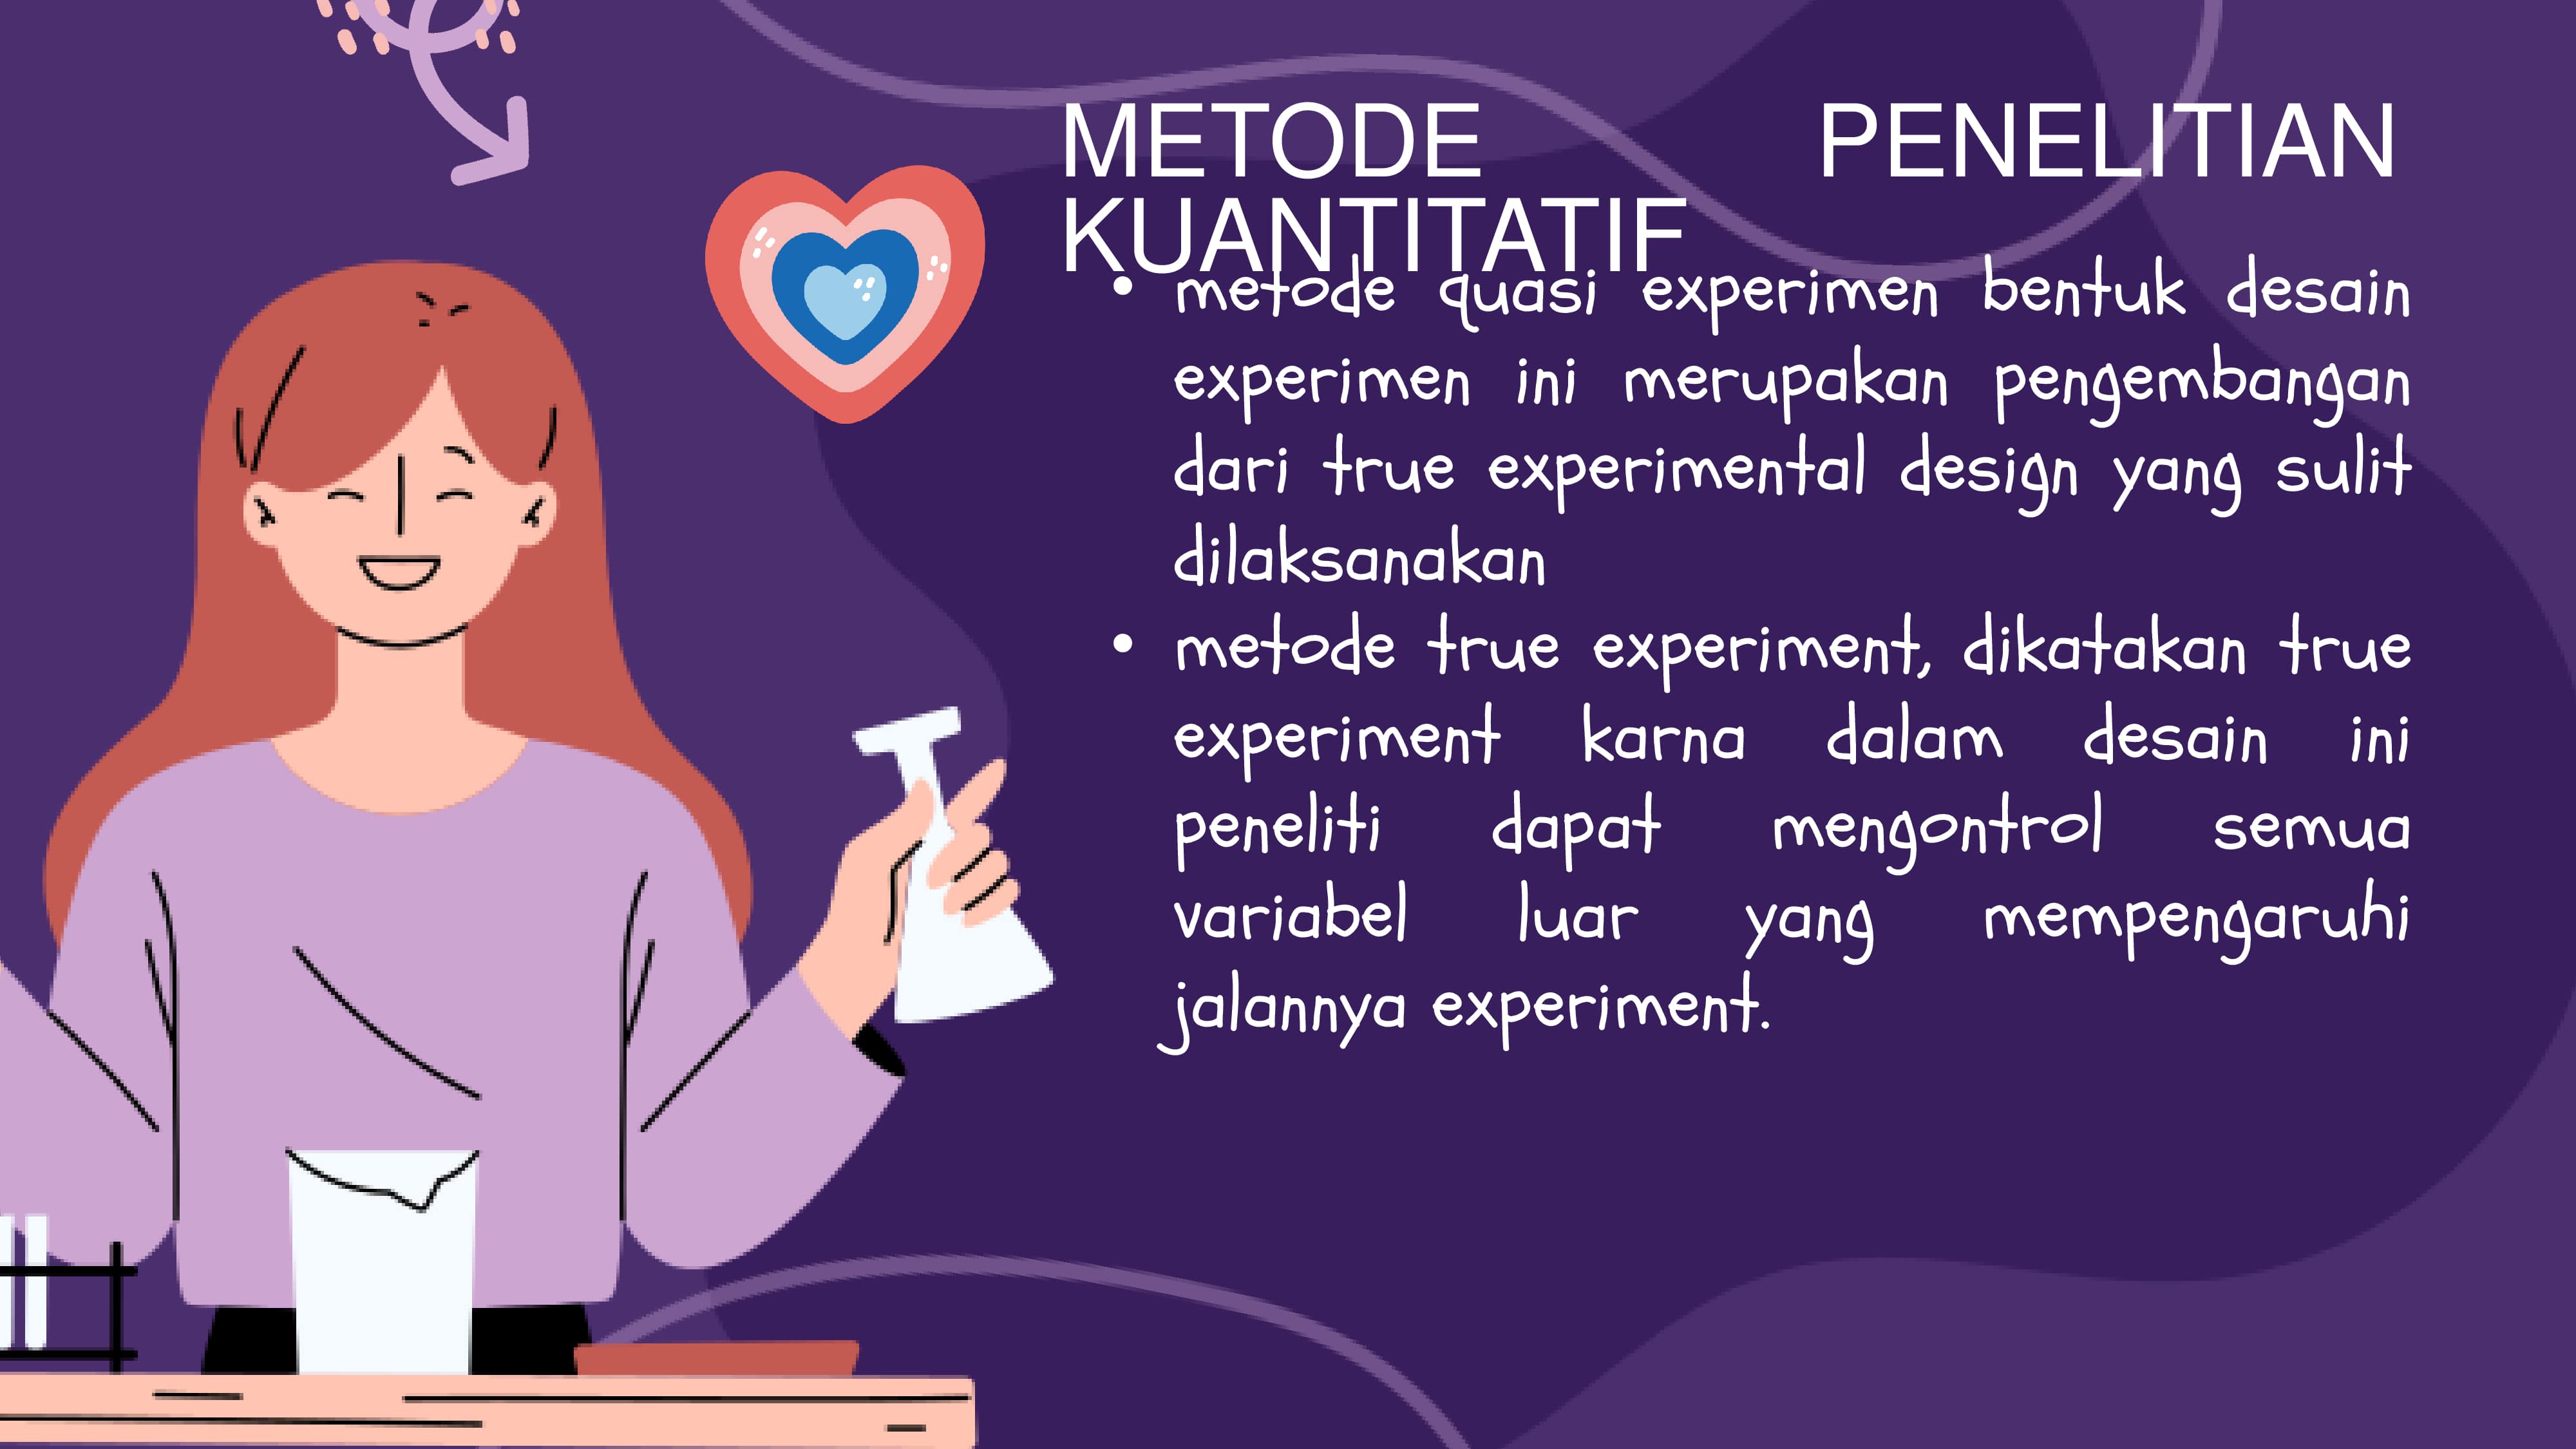 METODE PENELITIAN
KUANTITATIF
• metode quasi experimen bentuk desain
experimen ini merupakan pengembangan
dari true experimental design yang sulit
dilaksanakan
• metode true experiment, dikatakan true
experiment karna dalam desain ini
peneliti dapat mengontrol semua
variabel luar yang mempengaruhi
jalannya experiment.